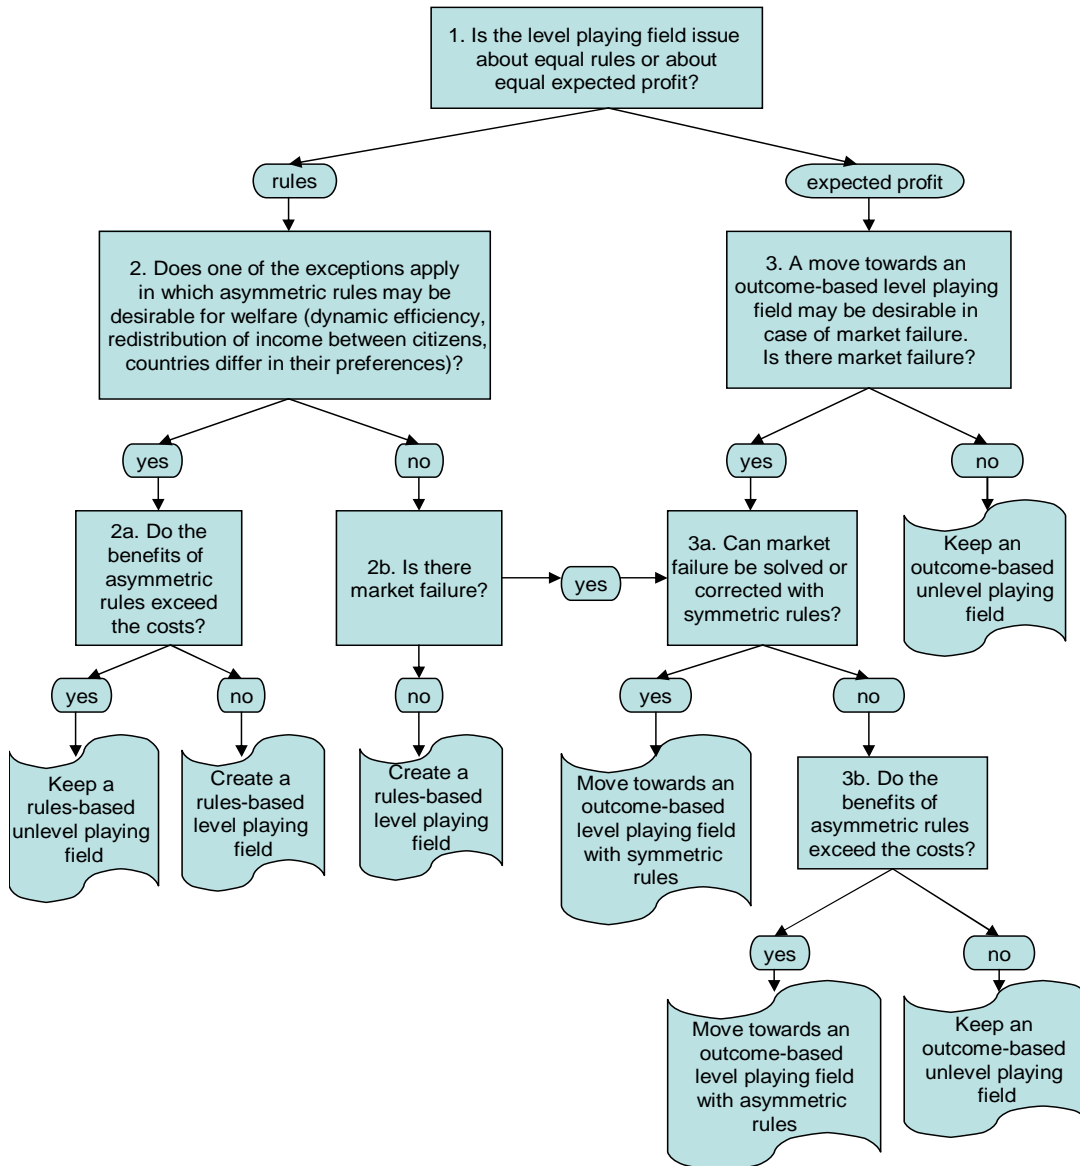 1. Is the level playing field issue
about equal rules or about
equal expected profit?
rules
expected profit
2. Does one of the exceptions apply
in which asymmetric rules may be
desirable for welfare (dynamic efficiency,
redistribution of income between citizens,
countries differ in their preferences)?
3. A move towards an
outcome-based level playing
field may be desirable in
case of market failure.
Is there market failure?
yes
no
yes
no
2a. Do the
benefits of
asymmetric
rules exceed
the costs?
2b. Is there
market failure?
yes
3a. Can market
failure be solved or
corrected with
symmetric rules?
Keep an
outcome-based
unlevel playing
field
yes
no
no
yes
no
Keep a
rules-based
unlevel playing
field
Create a
rules-based
level playing
field
Create a
rules-based
level playing
field
Move towards an
outcome-based
level playing field
with symmetric
rules
3b. Do the
benefits of
asymmetric rules
exceed the costs?
yes
no
Move towards an
outcome-based
level playing field
with asymmetric
rules
Keep an
outcome-based
unlevel playing
field